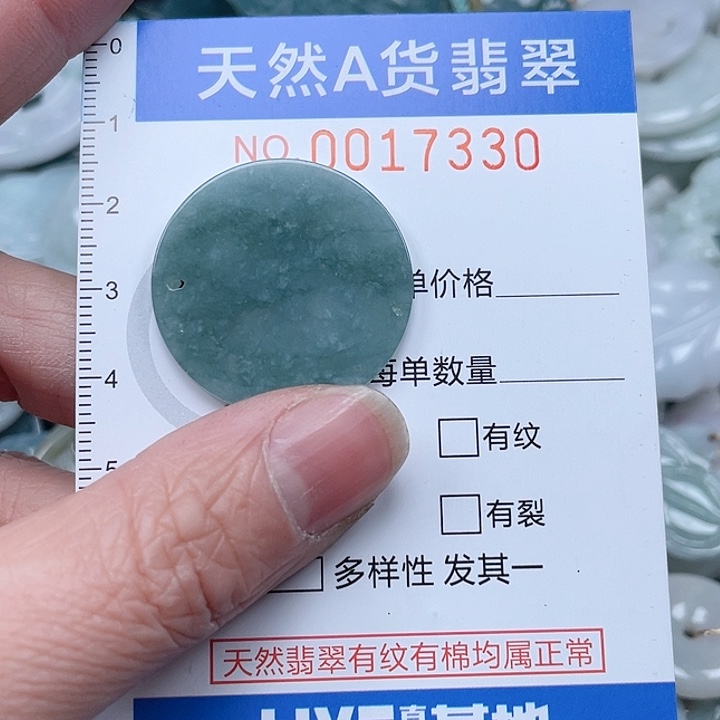 天然A货翡翠
NO 0017330
0
1
2
3
4
5
单价格
每单数量
有纹
有裂
多样性 发其一
天然翡翠有纹有棉均属正常